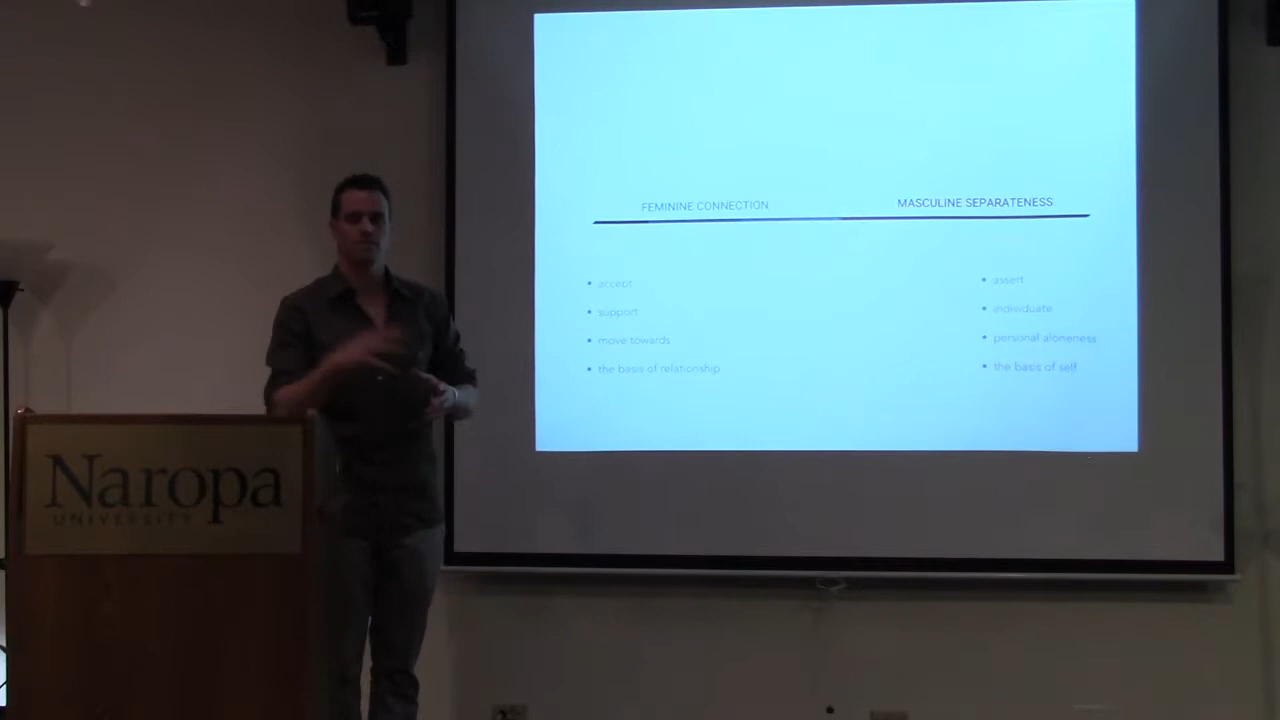 FEMININE CONNECTION
MASCULINE SEPARATENESS
• accept
• support
• move towards
• the basis of relationship
• assert
• individuate
• personal aloneness
• the basis of self
Naropa
UNIVERSITY